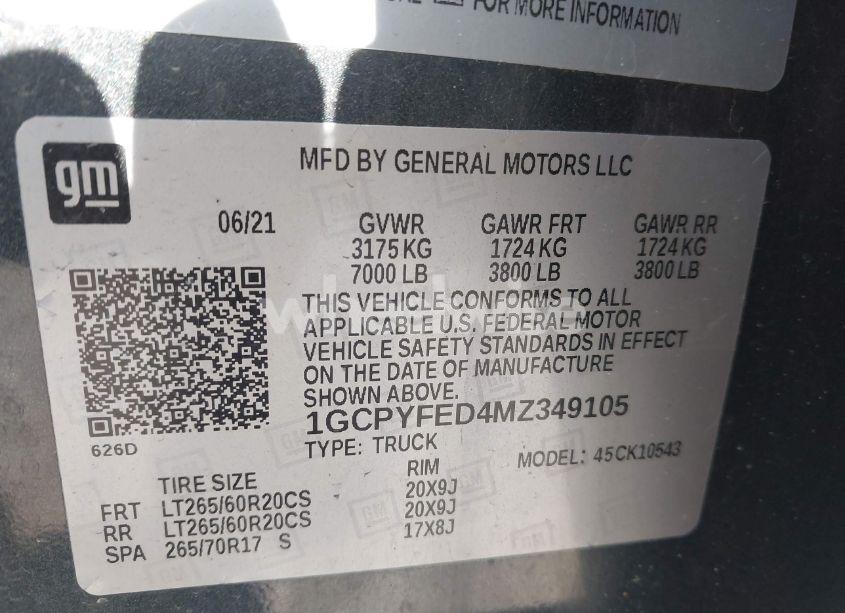 FOR MORE INFORMATION
gm
MFD BY GENERAL MOTORS LLC
06/21 GVWR GAWR FRT GAWR RR
3175 KG 1724 KG 1724 KG
7000 LB 3800 LB 3800 LB
THIS VEHICLE CONFORMS TO ALL
APPLICABLE U.S. FEDERAL MOTOR
VEHICLE SAFETY STANDARDS IN EFFECT
ON THE DATE OF MANUFACTURE
SHOWN ABOVE.
1GCPYFED4MZ349105
626D
TYPE: TRUCK
MODEL: 45CK10543
TIRE SIZE RIM
FRT LT265/60R20CS 20X9J
RR LT265/60R20CS 20X9J
SPA 265/70R17 S 17X8J